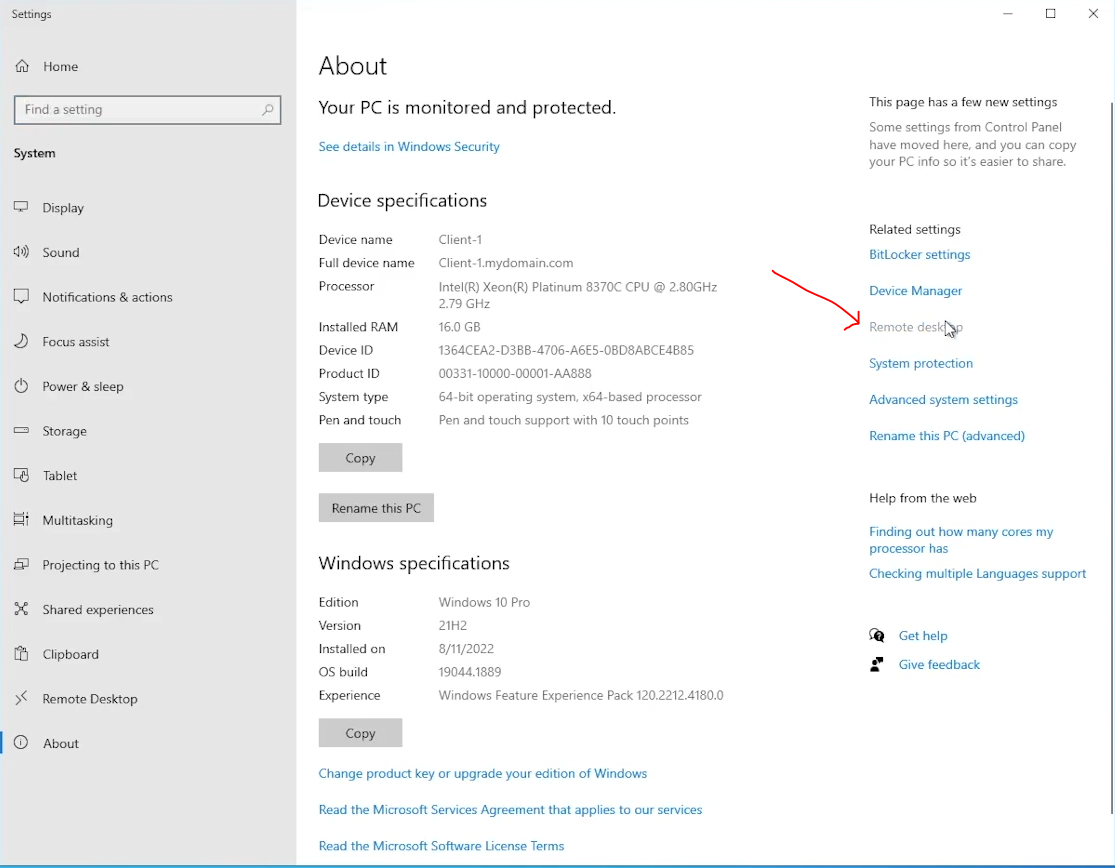 Settings
Home
Find a setting
System
Display
Sound
Notifications & actions
Focus assist
Power & sleep
Storage
Tablet
Multitasking
Projecting to this PC
Shared experiences
Clipboard
Remote Desktop
About
About
Your PC is monitored and protected.
See details in Windows Security
Device specifications
Device name Client-1
Full device name Client-1.mydomain.com
Processor Intel(R) Xeon(R) Platinum 8370C CPU @ 2.80GHz
2.79 GHz
Installed RAM 16.0 GB
Device ID 1364CEA2-D3BB-4706-A6E5-0BD8ABCE4B85
Product ID 00331-10000-00001-AA888
System type 64-bit operating system, x64-based processor
Pen and touch Pen and touch support with 10 touch points
Copy
Rename this PC
Windows specifications
Edition Windows 10 Pro
Version 21H2
Installed on 8/11/2022
OS build 19044.1889
Experience Windows Feature Experience Pack 120.2212.4180.0
Copy
Change product key or upgrade your edition of Windows
Read the Microsoft Services Agreement that applies to our services
Read the Microsoft Software License Terms
This page has a few new settings
Some settings from Control Panel
have moved here, and you can copy
your PC info so it's easier to share.
Related settings
BitLocker settings
Device Manager
Remote desktop
System protection
Advanced system settings
Rename this PC (advanced)
Help from the web
Finding out how many cores my
processor has
Checking multiple Languages support
Get help
Give feedback